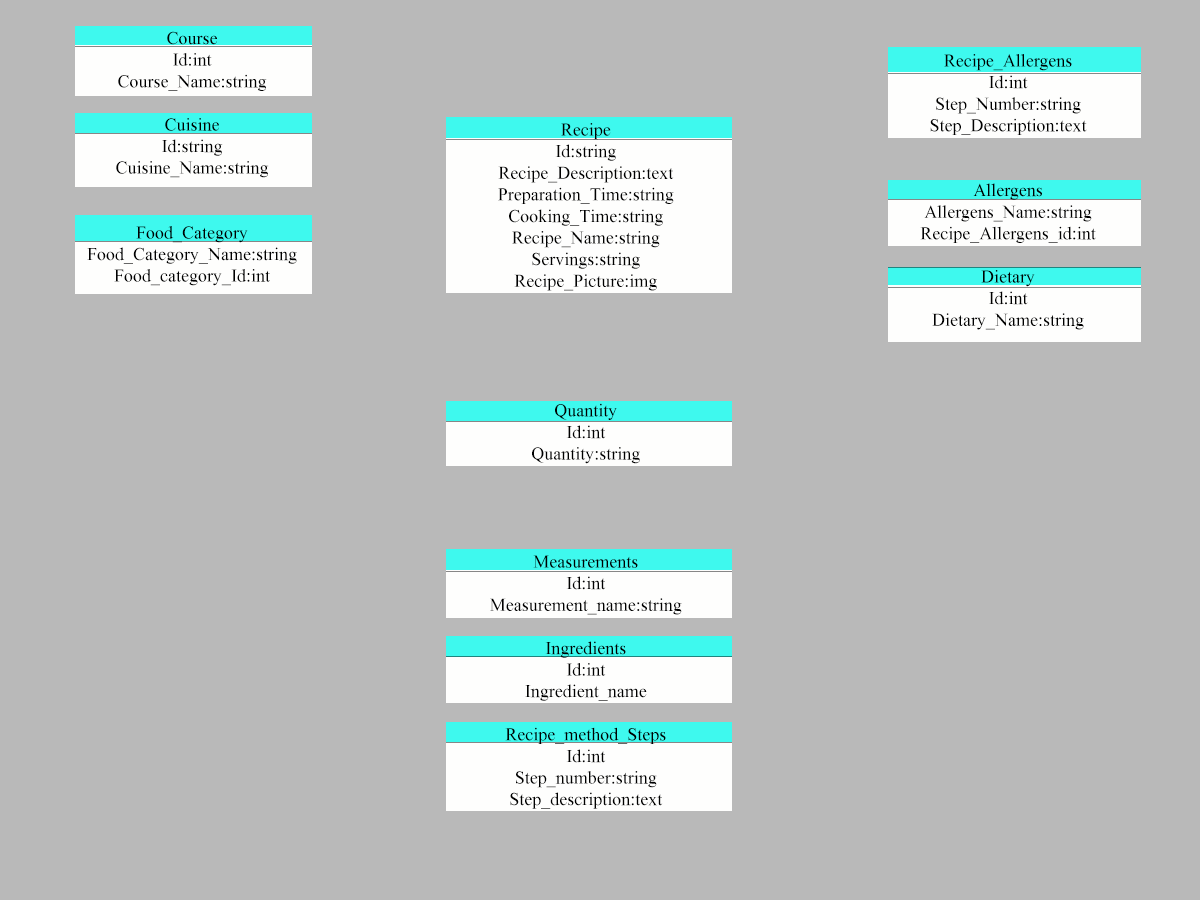 Course
Id:int
Course_Name:string
Cuisine
Id:string
Cuisine_Name:string
Food_Category
Food_Category_Name:string
Food_category_Id:int
Recipe
Id:string
Recipe_Description:text
Preparation_Time:string
Cooking_Time:string
Recipe_Name:string
Servings:string
Recipe_Picture:img
Quantity
Id:int
Quantity:string
Measurements
Id:int
Measurement_name:string
Ingredients
Id:int
Ingredient_name
Recipe_method_Steps
Id:int
Step_number:string
Step_description:text
Recipe_Allergens
Id:int
Step_Number:string
Step_Description:text
Allergens
Allergens_Name:string
Recipe_Allergens_id:int
Dietary
Id:int
Dietary_Name:string